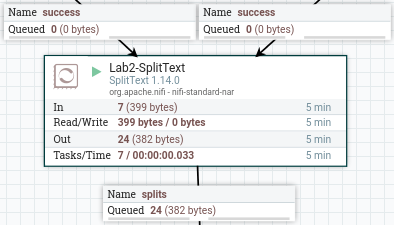 Name success
Queued 0 (0 bytes)
Name success
Queued 0 (0 bytes)
Lab2-SplitText
SplitText 1.14.0
org.apache.nifi - nifi-standard-nar
In 7 (399 bytes) 5 min
Read/Write 399 bytes / 0 bytes 5 min
Out 24 (382 bytes) 5 min
Tasks/Time 7 / 00:00:00.033 5 min
Name splits
Queued 24 (382 bytes)